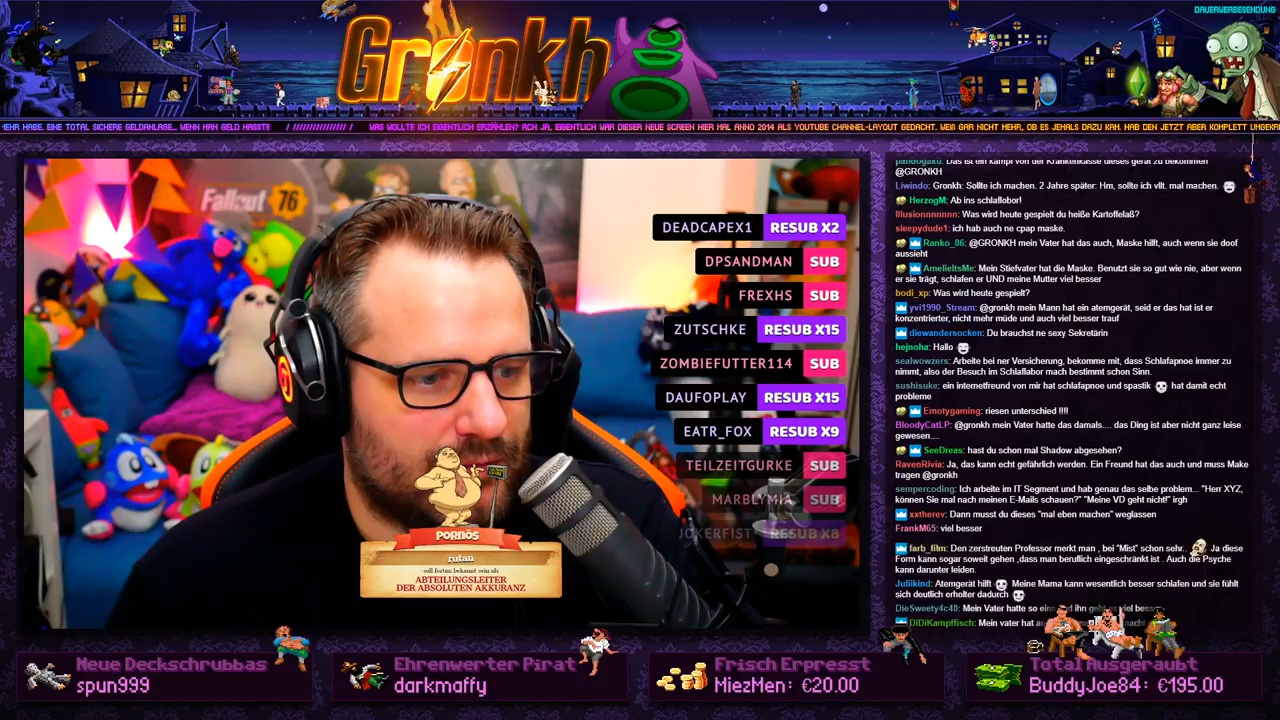 DAUERWERBESENDUNG
Gronkh
MEHR HABE. EINE TOTAL SICHERE GELDANLAGE... WENN MAN GELD HASST!! / /////////////// / WAS WOLLTE ICH EIGENTLICH ERZÄHLEN? ACH JA, EIGENTLICH WAR DIESER NEUE SCREEN HIER MAL ANNO 2014 ALS YOUTUBE CHANNEL-LAYOUT GEDACHT. WEIß GAR NICHT MEHR, OB ES JEMALS DAZU KAM. HAB DEN JETZT ABER KOMPLETT
Fallout 76
DEADCAPEX1 RESUB X2
DPSANDMAN SUB
FREXHS SUB
ZUTSCHKE RESUB X15
ZOMBIEFUTTER114 SUB
DAUFOPLAY RESUB X15
EATR_FOX RESUB X9
TEILZEITGURKE SUB
MARBLYMIA SUB
JOKERFIST RESUB X8
PORNÖS
rutan
soll fortan bekannt sein als
ABTEILUNGSLEITER
DER ABSOLUTEN AKKURANZ
pandogaku: Das ist ein kampf von der Krankenkasse dieses gerät zu bekommen
@GRONKH
Liwindo: Gronkh: Sollte ich machen. 2 Jahre später: Hm, sollte ich vllt. mal machen.
HerzogM: Ab ins schlaflobor!
Illusionnnnnnn: Was wird heute gespielt du heiße Kartoffelaß?
sleepydude1: ich hab auch ne cpap maske.
Ranko_86: @GRONKH mein Vater hat das auch, Maske hilft, auch wenn sie doof
aussieht
AmelieItsMe: Mein Stiefvater hat die Maske. Benutzt sie so gut wie nie, aber wenn
er sie trägt, schlafen er UND meine Mutter viel besser
bodi_xp: Was wird heute gespielt?
yvi1990_Stream: @gronkh mein Mann hat ein atemgerät, seid er das hat ist er
konzentrierter, nicht mehr müde und auch viel besser trauf
diewandersocken: Du brauchst ne sexy Sekretärin
hejnoha: Hallo
sealwowzers: Arbeite bei ner Versicherung, bekomme mit, dass Schlafapnoe immer zu
nimmt, also der Besuch im Schlaflabor mach bestimmt schon Sinn.
sushisuke: ein internetfreund von mir hat schlafapnoe und spastik hat damit echt
probleme
Emotygaming: riesen unterschied !!!!
BloodyCatLP: @gronkh mein Vater hatte das damals.... das Ding ist aber nicht ganz leise
gewesen....
SeeDreas: hast du schon mal Shadow abgesehen?
RavenRivia: Ja, das kann echt gefährlich werden. Ein Freund hat das auch und muss Make
tragen @gronkh
sempercoding: Ich arbeite im IT Segment und hab genau das selbe problem... "Herr XYZ,
können Sie mal nach meinen E-Mails schauen?" "Meine VD geht nicht!" irgh
xxtherev: Dann musst du dieses "mal eben machen" weglassen
FrankM65: viel besser
farb_film: Den zerstreuten Professor merkt man , bei "Mist" schon sehr.. Ja diese
Form kann sogar soweit gehen ,dass man beruflich eingeschränkt ist . Auch die Psyche
kann darunter leiden.
Juliikind: Atemgerät hilft Meine Mama kann wesentlich besser schlafen und sie fühlt
sich deutlich erholter dadurch
DieSweety4c48: Mein Vater hatte so
DiDiKampffisch: Mein vater hat
Neue Deckschrubbas
spun999
Ehrenwerter Pirat
darkmaffy
Frisch Erpresst
MiezMen: €20.00
Total Ausgeraubt
BuddyJoe84: €195.00